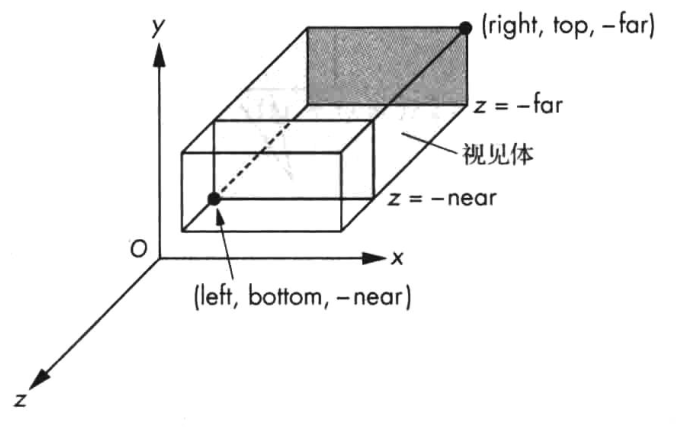 y
(right, top, −far)
z = −far
视见体
z = −near
O
x
(left, bottom, −near)
z